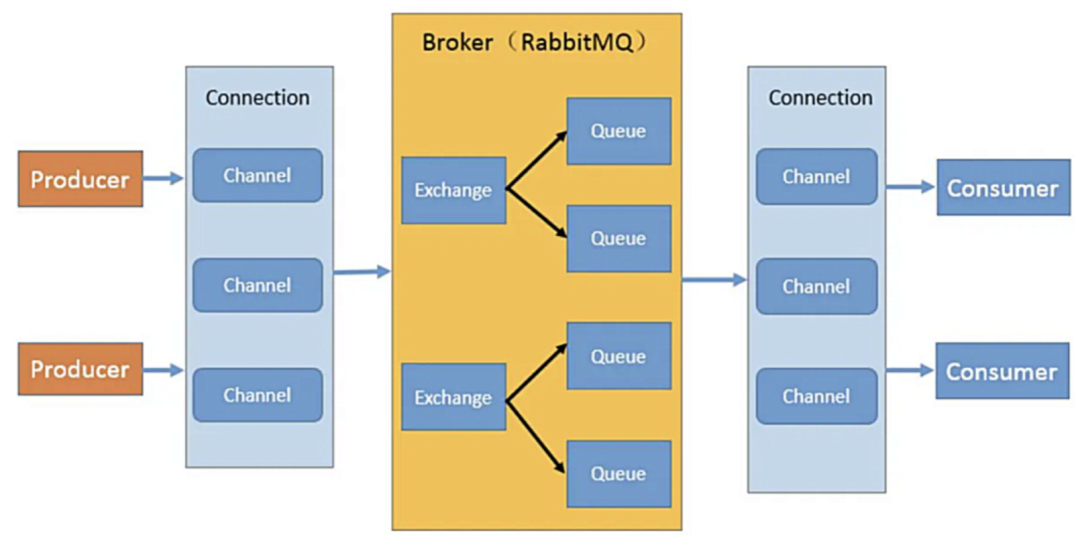 Broker（RabbitMQ）
Producer
Producer
Connection
Channel
Channel
Channel
Exchange
Queue
Queue
Exchange
Queue
Queue
Connection
Channel
Channel
Channel
Consumer
Consumer